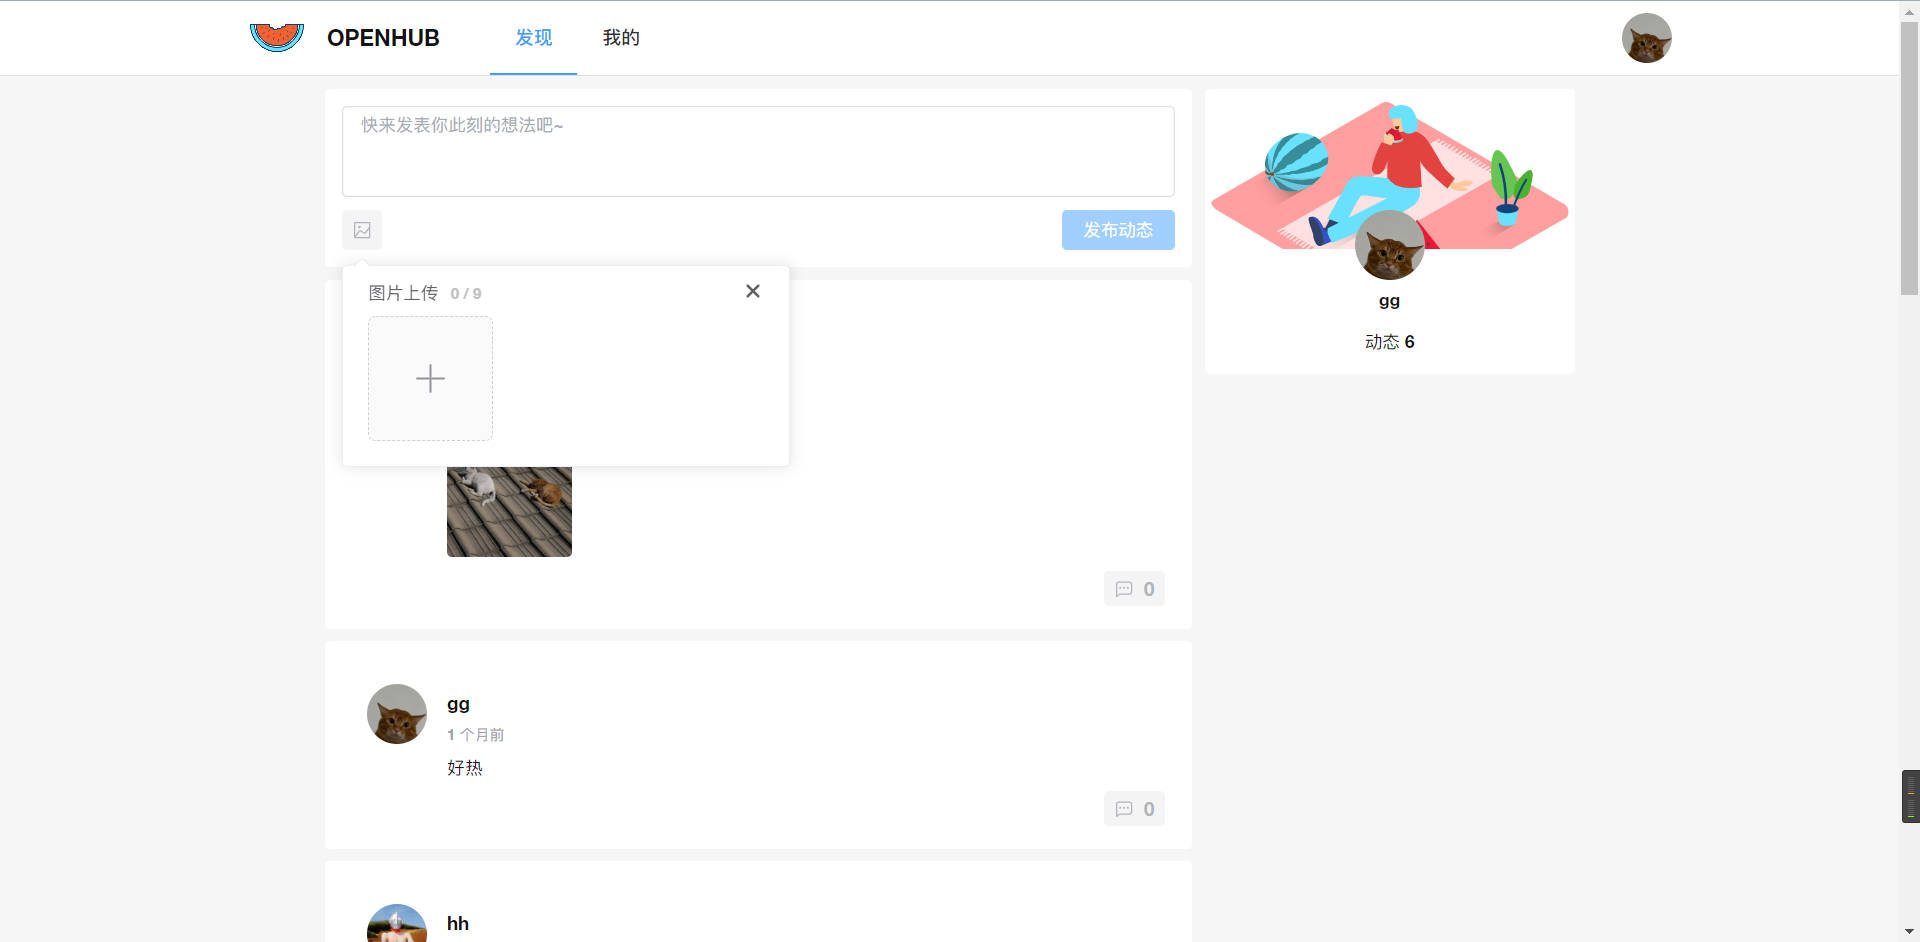 OPENHUB
发现
我的
快来发表你此刻的想法吧~
发布动态
图片上传 0 / 9
0
gg
1 个月前
好热
0
hh
gg
动态 6